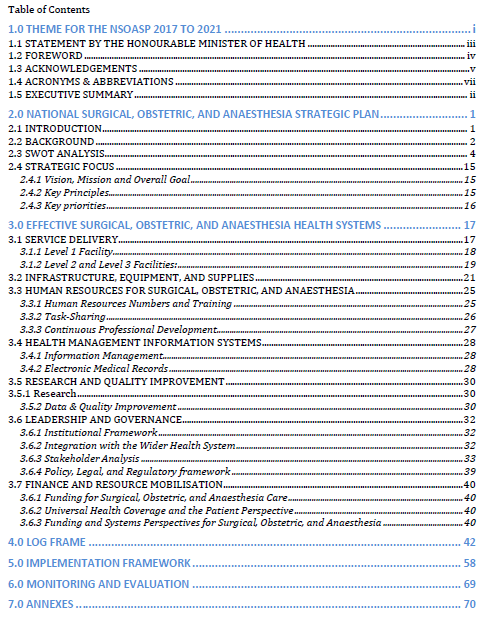 Table of Contents
1.0 THEME FOR THE NSOASP 2017 TO 2021 i
1.1 STATEMENT BY THE HONOURABLE MINISTER OF HEALTH iii
1.2 FOREWORD iv
1.3 ACKNOWLEDGEMENTS v
1.4 ACRONYMS & ABBREVIATIONS vii
1.5 EXECUTIVE SUMMARY ii
2.0 NATIONAL SURGICAL, OBSTETRIC, AND ANAESTHESIA STRATEGIC PLAN 1
2.1 INTRODUCTION 1
2.2 BACKGROUND 2
2.3 SWOT ANALYSIS 4
2.4 STRATEGIC FOCUS 15
2.4.1 Vision, Mission and Overall Goal 15
2.4.2 Key Principles 15
2.4.3 Key priorities 16
3.0 EFFECTIVE SURGICAL, OBSTETRIC, AND ANAESTHESIA HEALTH SYSTEMS 17
3.1 SERVICE DELIVERY 17
3.1.1 Level 1 Facility 18
3.1.2 Level 2 and Level 3 Facilities: 19
3.2 INFRASTRUCTURE, EQUIPMENT, AND SUPPLIES 21
3.3 HUMAN RESOURCES FOR SURGICAL, OBSTETRIC, AND ANAESTHESIA 25
3.3.1 Human Resources Numbers and Training 25
3.3.2 Task-Sharing 26
3.3.3 Continuous Professional Development 27
3.4 HEALTH MANAGEMENT INFORMATION SYSTEMS 28
3.4.1 Information Management 28
3.4.2 Electronic Medical Records 28
3.5 RESEARCH AND QUALITY IMPROVEMENT 30
3.5.1 Research 30
3.5.2 Data & Quality Improvement 30
3.6 LEADERSHIP AND GOVERNANCE 32
3.6.1 Institutional Framework 32
3.6.2 Integration with the Wider Health System 32
3.6.3 Stakeholder Analysis 33
3.6.4 Policy, Legal, and Regulatory framework 39
3.7 FINANCE AND RESOURCE MOBILISATION 40
3.6.1 Funding for Surgical, Obstetric, and Anaesthesia Care 40
3.6.2 Universal Health Coverage and the Patient Perspective 40
3.6.3 Funding and Systems Perspectives for Surgical, Obstetric, and Anaesthesia 40
4.0 LOG FRAME 42
5.0 IMPLEMENTATION FRAMEWORK 58
6.0 MONITORING AND EVALUATION 69
7.0 ANNEXES 70